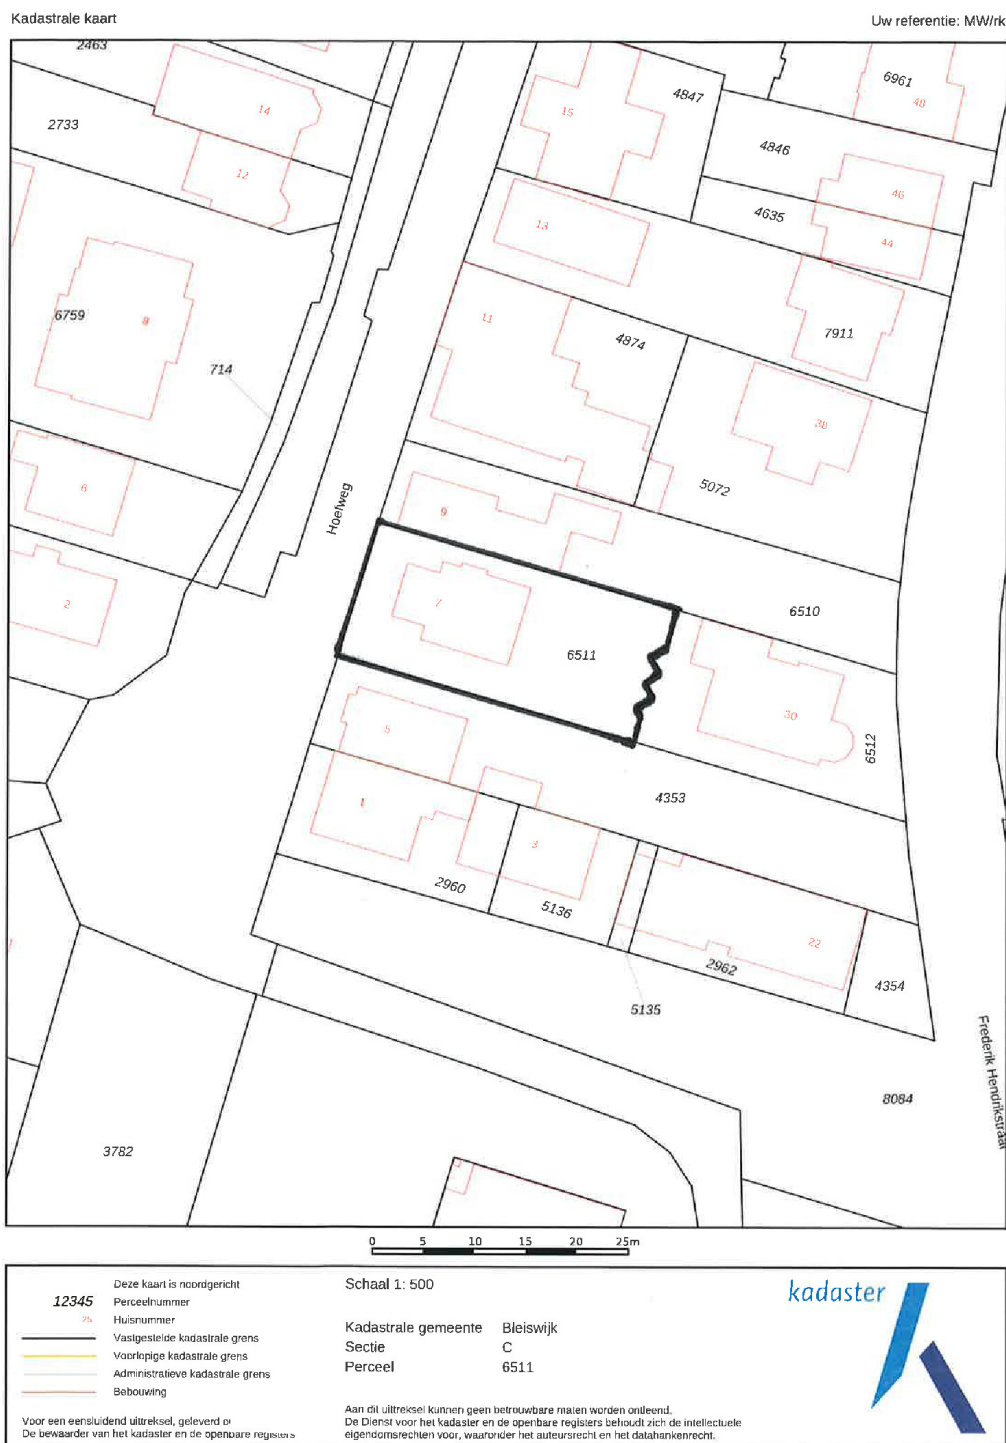 Kadastrale kaart
Uw referentie: MW/rk
2463
6961
48
14
4847
15
2733
4846
12
46
4635
13
44
6759
8
11
4874
7911
714
38
6
5072
Hoefweg
9
2
7
6510
6511
30
5
6512
1
4353
3
2960
5136
22
2962
4354
5135
Frederik Hendrikstraat
8084
3782
0 5 10 15 20 25m
Deze kaart is noordgericht
12345 Perceelnummer
25 Huisnummer
Vastgestelde kadastrale grens
Voorlopige kadastrale grens
Administratieve kadastrale grens
Bebouwing
Voor een eensluidend uittreksel, geleverd
De bewaarder van het kadaster en de openbare registers
Schaal 1: 500
Kadastrale gemeente Bleiswijk
Sectie C
Perceel 6511
Aan dit uittreksel kunnen geen betrouwbare maten worden ontleend.
De Dienst voor het kadaster en de openbare registers behoudt zich de intellectuele
eigendomsrechten voor, waaronder het auteursrecht en het databankenrecht.
kadaster